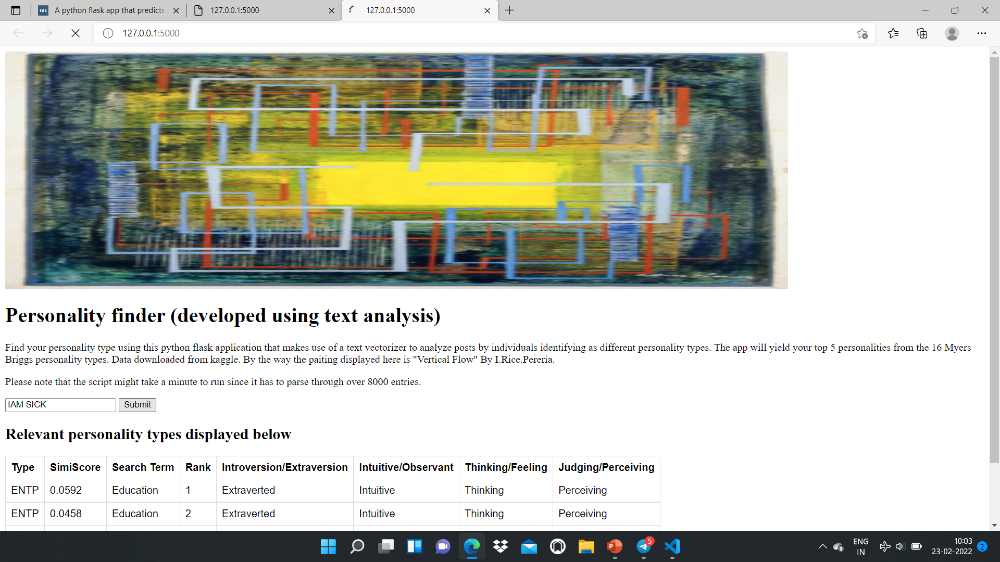 tds A python flask app that predicts
127.0.0.1:5000
127.0.0.1:5000
127.0.0.1:5000
Personality finder (developed using text analysis)
Find your personality type using this python flask application that makes use of a text vectorizer to analyze posts by individuals identifying as different personality types. The app will yield your top 5 personalities from the 16 Myers
Briggs personality types. Data downloaded from kaggle. By the way the paiting displayed here is "Vertical Flow" By I.Rice.Pereria.
Please note that the script might take a minute to run since it has to parse through over 8000 entries.
IAM SICK Submit
Relevant personality types displayed below
Type SimiScore Search Term Rank Introversion/Extraversion Intuitive/Observant Thinking/Feeling Judging/Perceiving
ENTP 0.0592 Education 1 Extraverted Intuitive Thinking Perceiving
ENTP 0.0458 Education 2 Extraverted Intuitive Thinking Perceiving
P 5
ENG
IN
10:03
23-02-2022
2